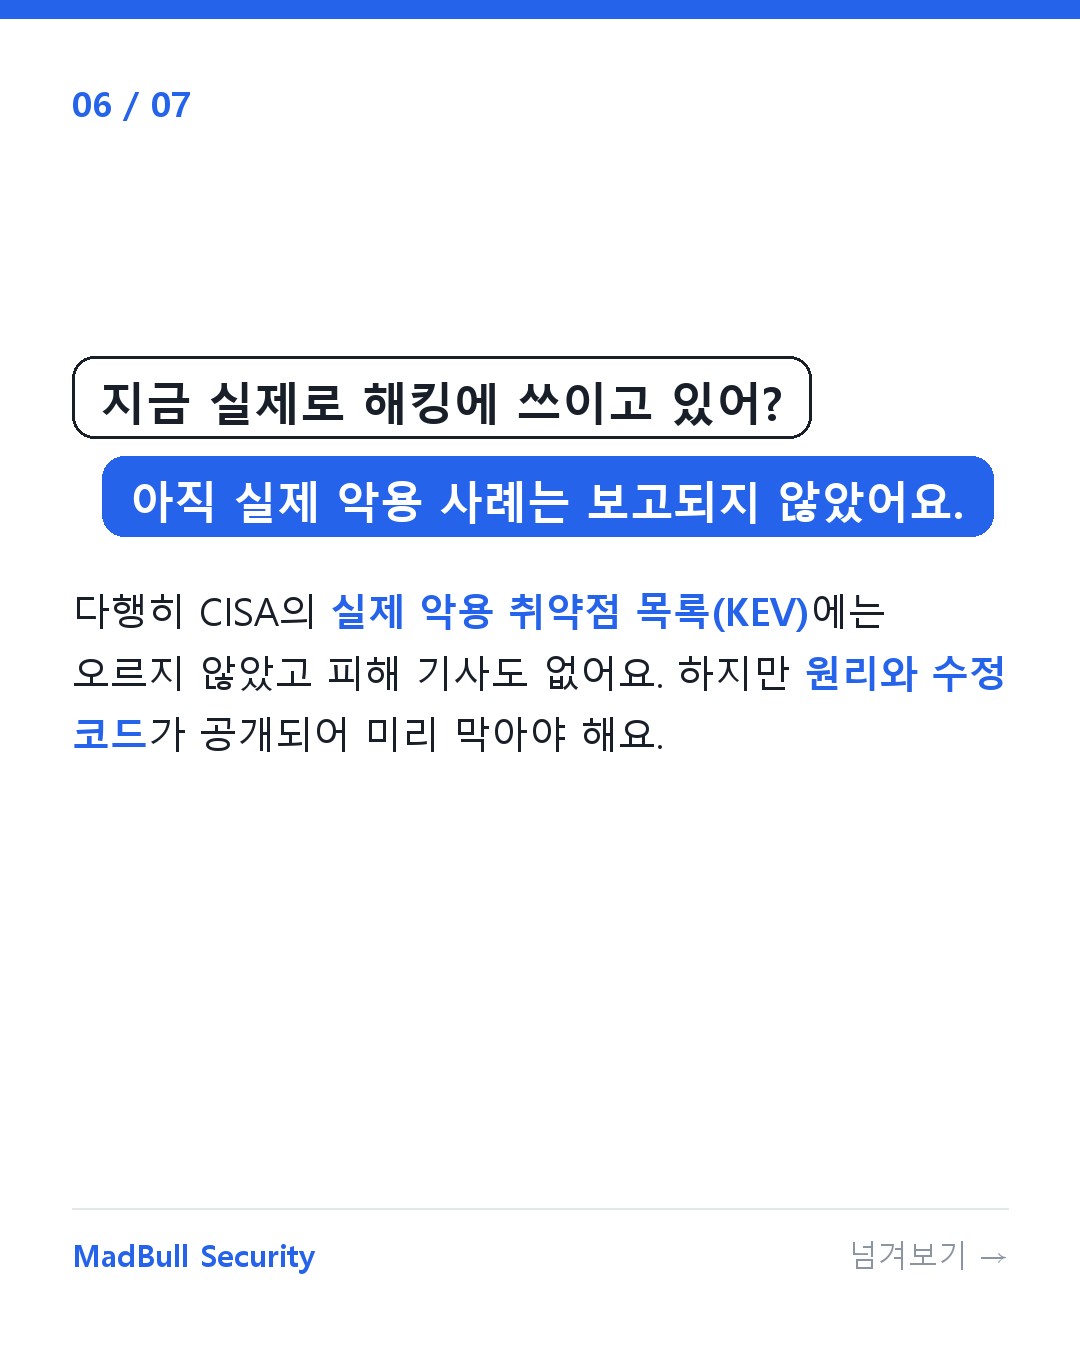 06 / 07
지금 실제로 해킹에 쓰이고 있어?
아직 실제 악용 사례는 보고되지 않았어요.
다행히 CISA의 실제 악용 취약점 목록(KEV)에는
오르지 않았고 피해 기사도 없어요. 하지만 원리와 수정
코드가 공개되어 미리 막아야 해요.
MadBull Security
넘겨보기 →